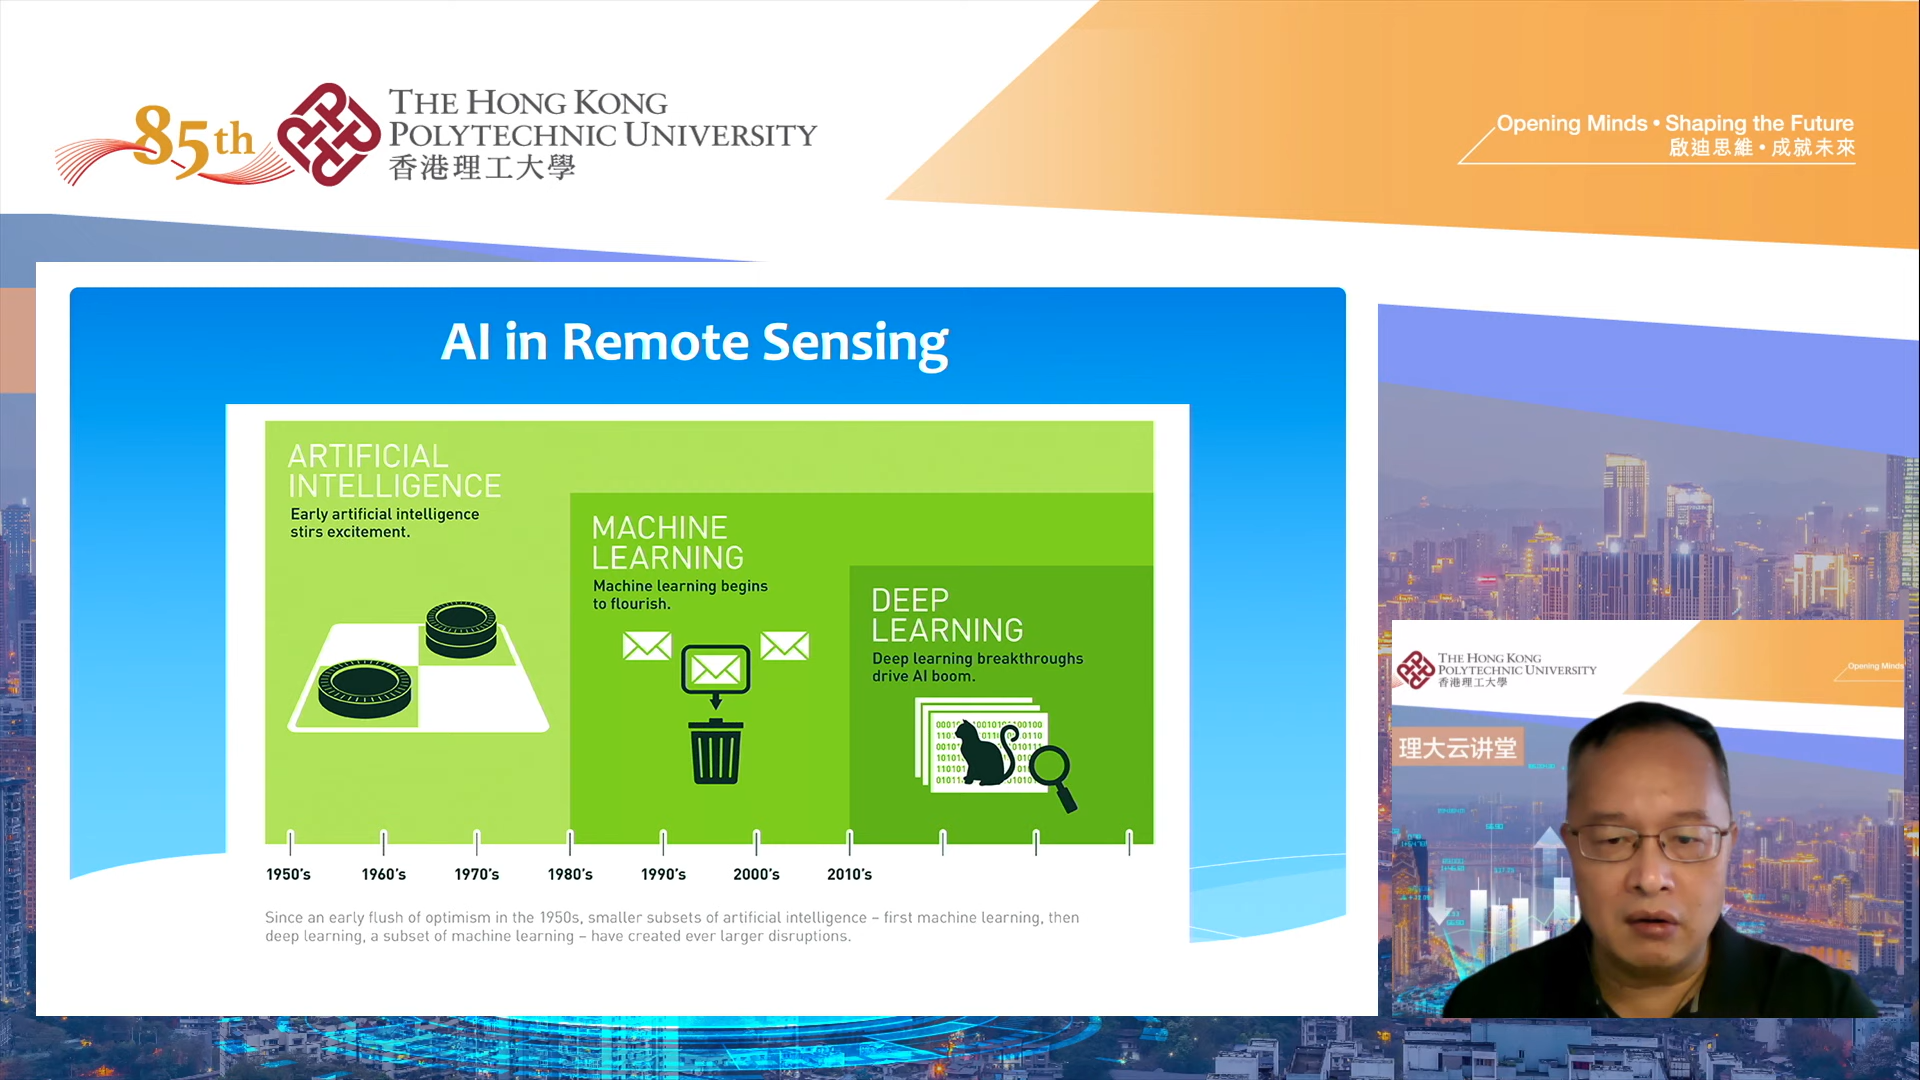 85th
THE HONG KONG
POLYTECHNIC UNIVERSITY
香港理工大學
Opening Minds • Shaping the Future
啟迪思維 • 成就未來
AI in Remote Sensing
ARTIFICIAL
INTELLIGENCE
Early artificial intelligence
stirs excitement.
MACHINE
LEARNING
Machine learning begins
to flourish.
DEEP
LEARNING
Deep learning breakthroughs
drive AI boom.
1950's 1960's 1970's 1980's 1990's 2000's 2010's
Since an early flush of optimism in the 1950s, smaller subsets of artificial intelligence – first machine learning, then
deep learning, a subset of machine learning – have created ever larger disruptions.
THE HONG KONG
POLYTECHNIC UNIVERSITY
香港理工大學
Opening Minds
理大云讲堂